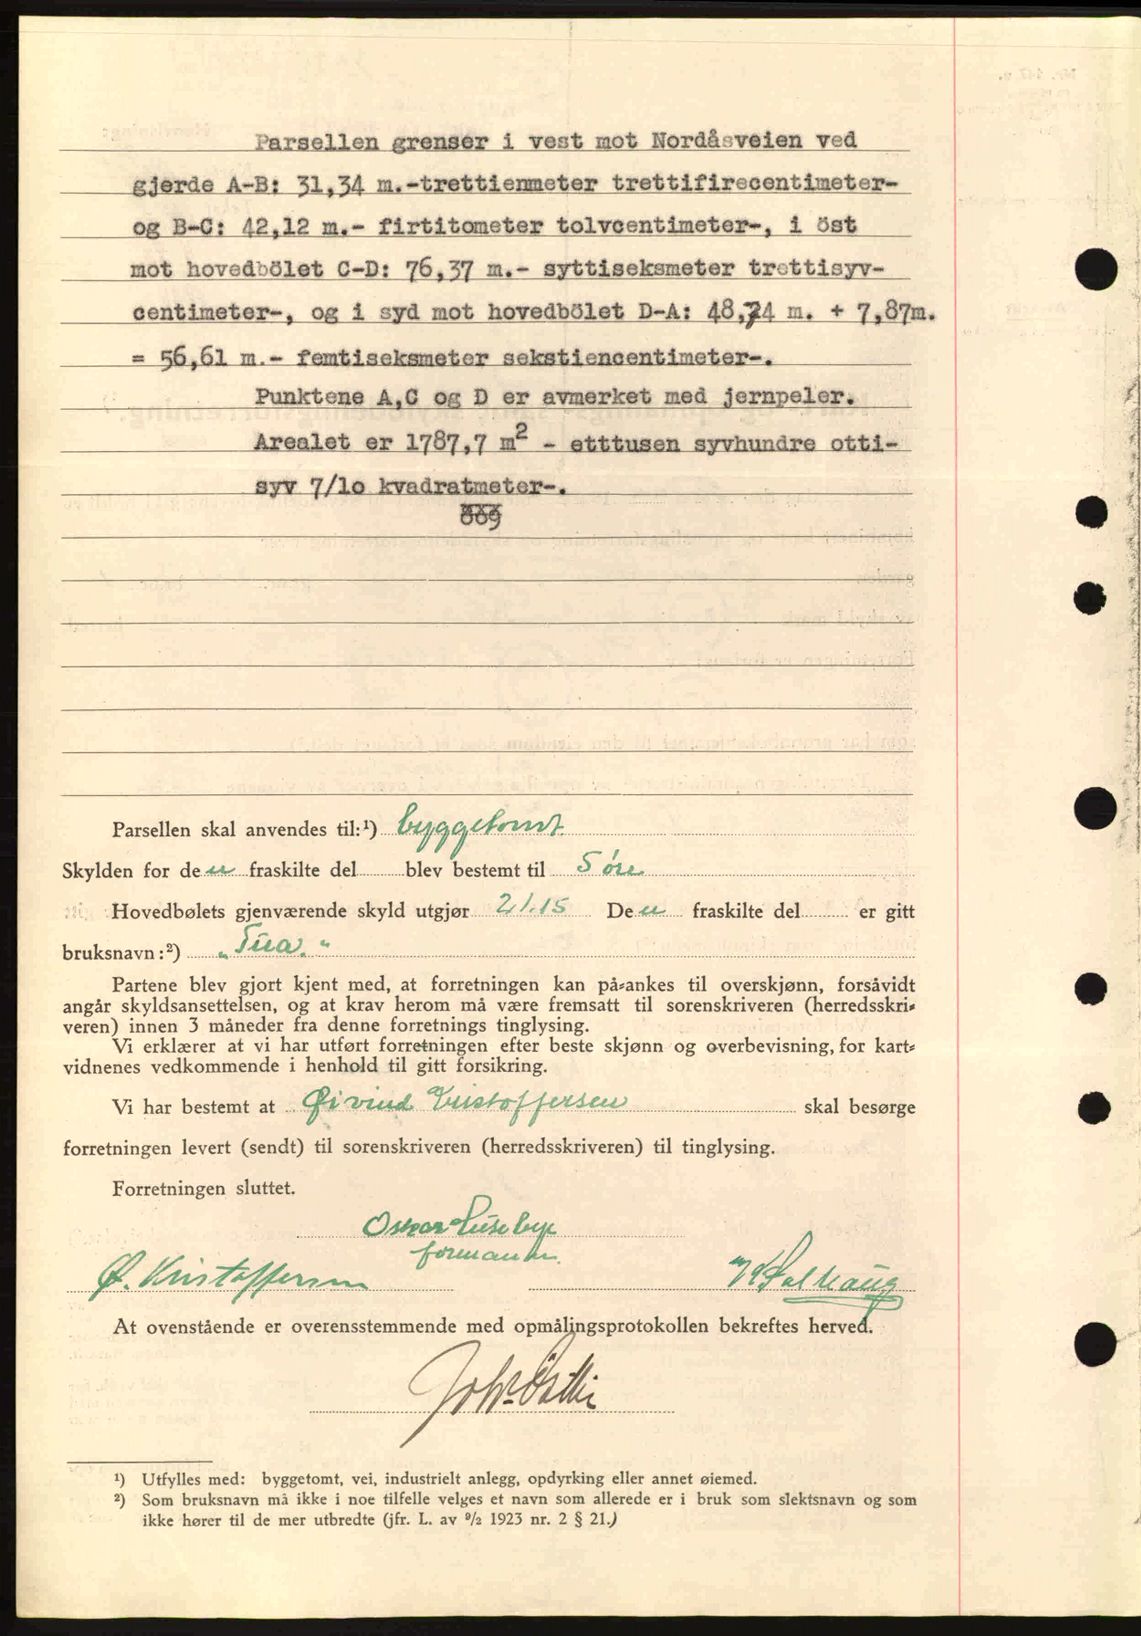 Parsellen grenser i vest mot Nordåsveien ved
gjerde A-B: 31,34 m.-trettienmeter trettifirecentimeter-
og B-C: 42,12 m.- firtitometer tolvcentimeter-, i öst
mot hovedbölet C-D: 76,37 m.- syttiseksmeter trettisyv-
centimeter-, og i syd mot hovedbölet D-A: 48,74 m. + 7,87m.
= 56,61 m.- femtiseksmeter sekstiencentimeter-.
Punktene A,C og D er avmerket med jernpeler.
Arealet er 1787,7 m2 - etttusen syvhundre otti-
syv 7/lo kvadratmeter-.
Parsellen skal anvendes til:¹) byggetomt
Skylden for den fraskilte del blev bestemt til 5 øre
Hovedbølets gjenværende skyld utgjør 21.15 Den fraskilte del er gitt
bruksnavn:²) "Tua."
Partene blev gjort kjent med, at forretningen kan på-ankes til overskjønn, forsåvidt
angår skyldsansettelsen, og at krav herom må være fremsatt til sorenskriveren (herredsskri-
veren) innen 3 måneder fra denne forretnings tinglysing.
Vi erklærer at vi har utført forretningen efter beste skjønn og overbevisning, for kart-
vidnenes vedkommende i henhold til gitt forsikring.
Vi har bestemt at Øivind Kristoffersen skal besørge
forretningen levert (sendt) til sorenskriveren (herredsskriveren) til tinglysing.
Forretningen sluttet.
Oskar
formann.
Ø. Kristoffersen
At ovenstående er overensstemmende med opmålingsprotokollen bekreftes herved.
¹) Utfylles med: byggetomt, vei, industrielt anlegg, opdyrking eller annet øiemed.
²) Som bruksnavn må ikke i noe tilfelle velges et navn som allerede er i bruk som slektsnavn og som
ikke hører til de mer utbredte (jfr. L. av ⁹/₂ 1923 nr. 2 § 21.)